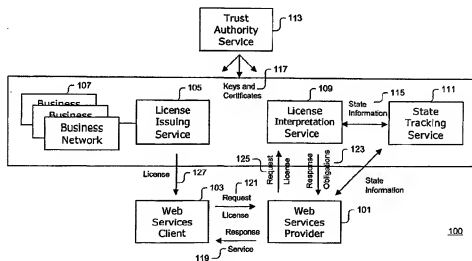 Trust
Authority
Service
113
117
Keys and
Certificates
107
Business
Business
Business
Network
105
License
Issuing
Service
109
License
Interpretation
Service
115
State
Information
111
State
Tracking
Service
127
License
125
Request
License
Response
Obligations
123
State
Information
103
Web
Services
Client
121
Request
License
Response
Service
119
Web
Services
Provider
101
100